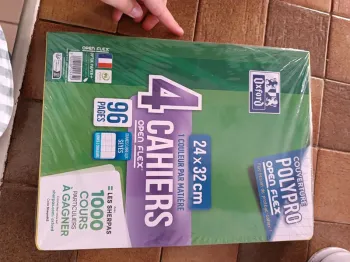 OPEN FLEX
Oxford
4 CAHIERS
OPEN FLEX
1 COULEUR PAR MATIÈRE
24 x 32 cm
96
PAGES
SEYÈS
COUVERTURE
POLYPRO
OPEN FLEX
LES SHERPAS
1000
COURS
PARTICULIERS
À GAGNER